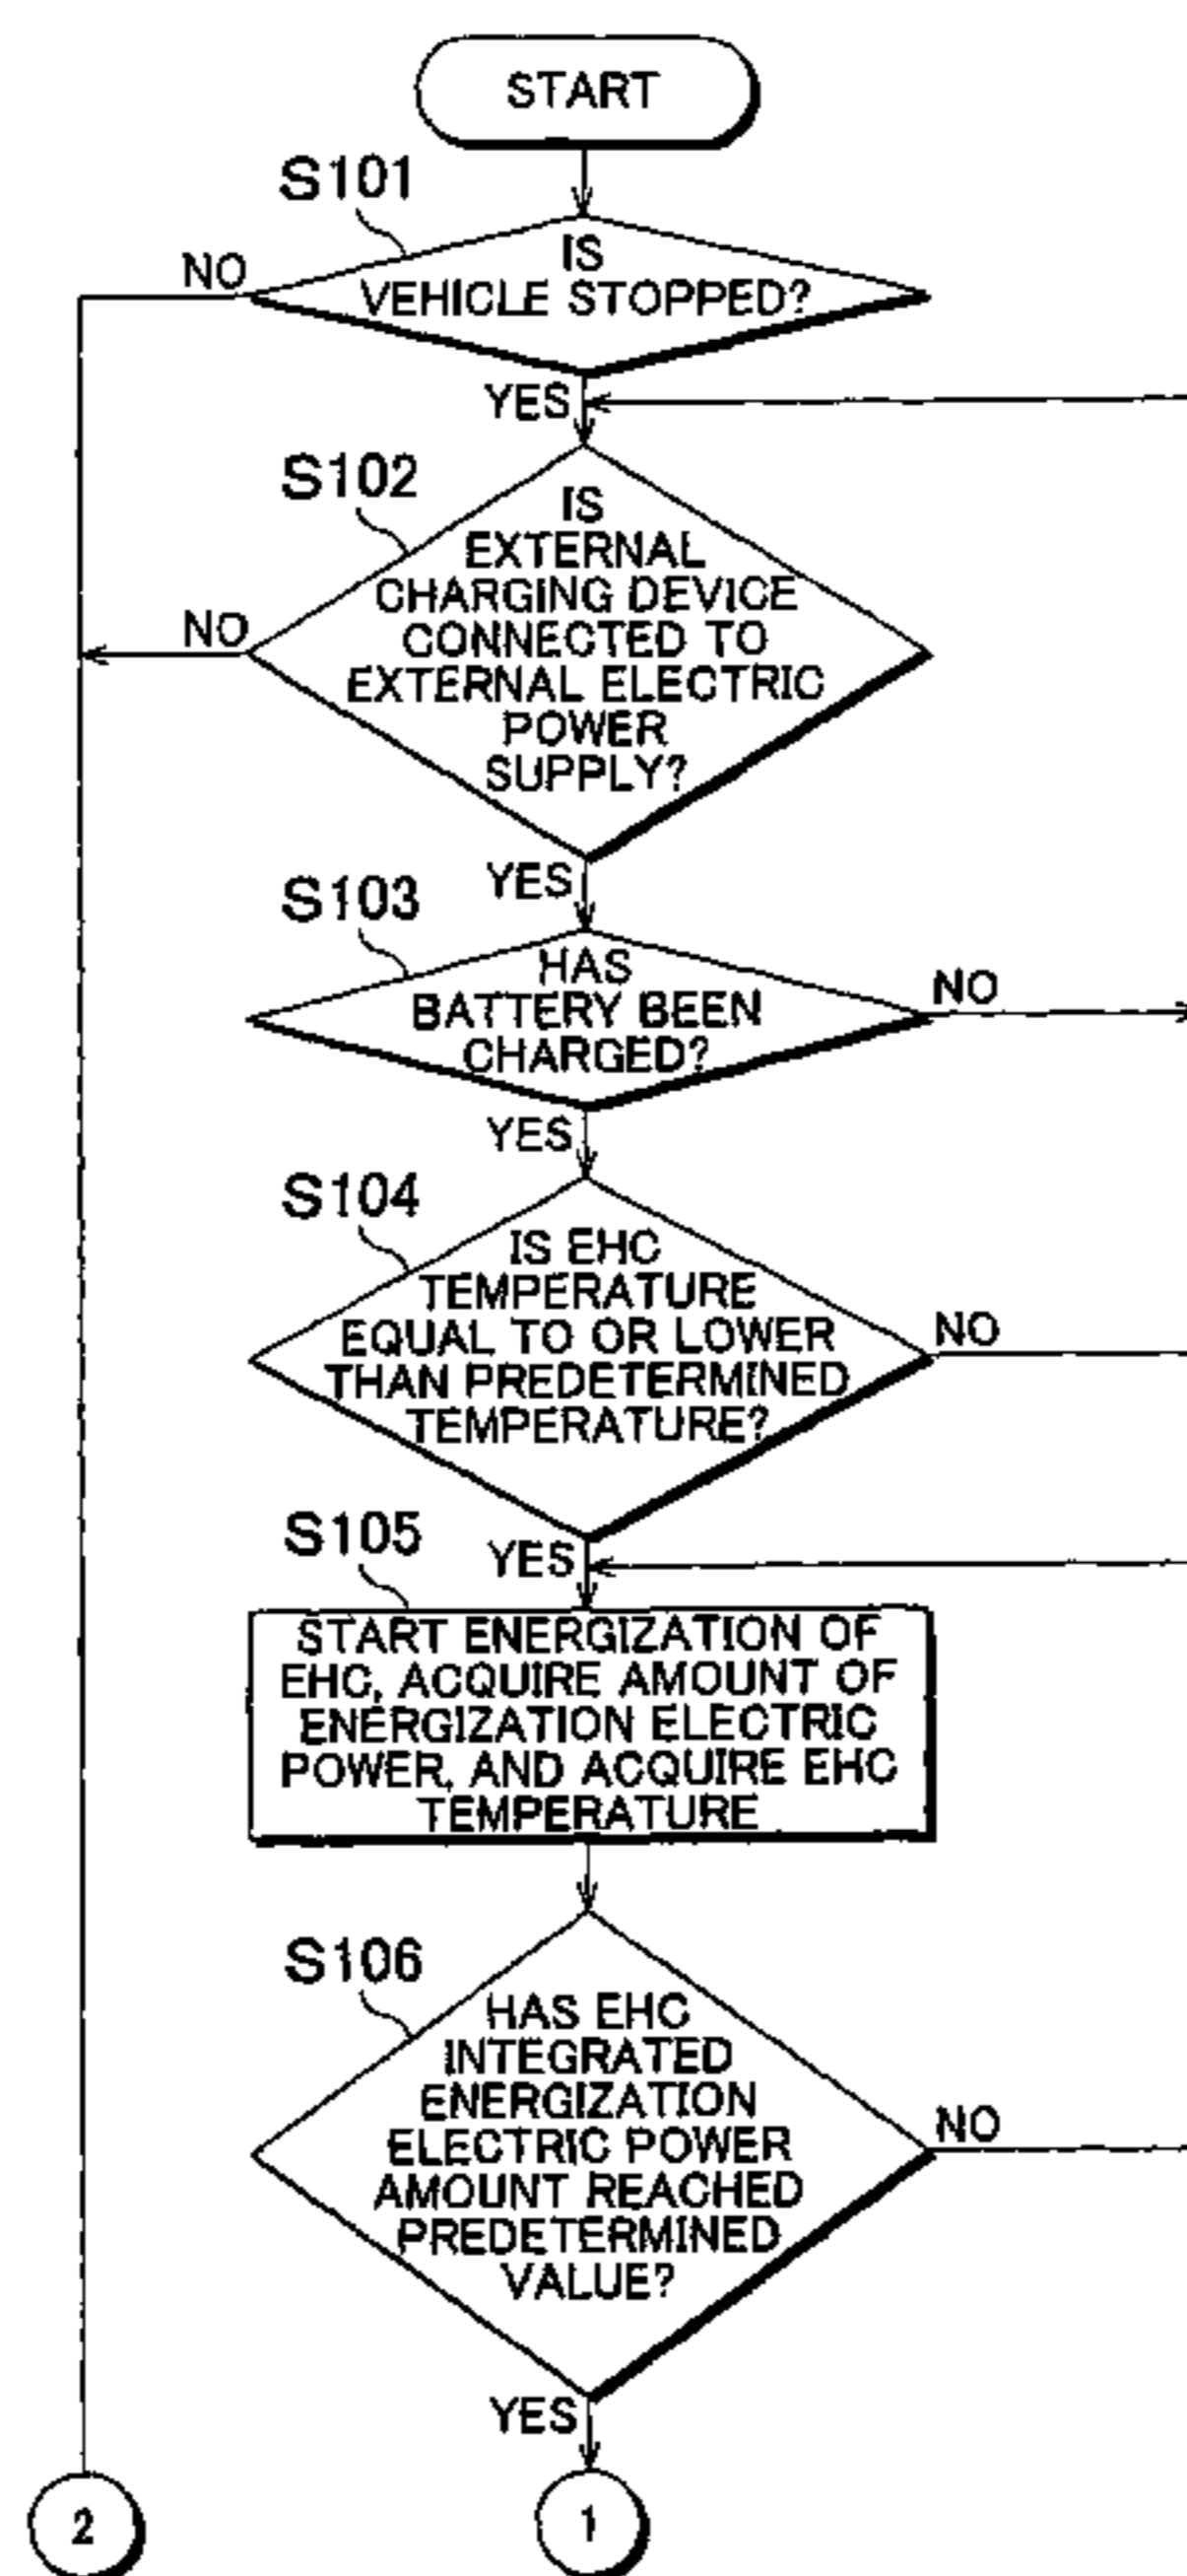 START
S101
IS
VEHICLE STOPPED?
NO
YES
S102
IS
EXTERNAL
CHARGING DEVICE
CONNECTED TO
EXTERNAL ELECTRIC
POWER
SUPPLY?
NO
YES
S103
HAS
BATTERY BEEN
CHARGED?
NO
YES
S104
IS EHC
TEMPERATURE
EQUAL TO OR LOWER
THAN PREDETERMINED
TEMPERATURE?
NO
YES
S105
START ENERGIZATION OF
EHC, ACQUIRE AMOUNT OF
ENERGIZATION ELECTRIC
POWER, AND ACQUIRE EHC
TEMPERATURE
S106
HAS EHC
INTEGRATED
ENERGIZATION
ELECTRIC POWER
AMOUNT REACHED
PREDETERMINED
VALUE?
NO
YES
2
1